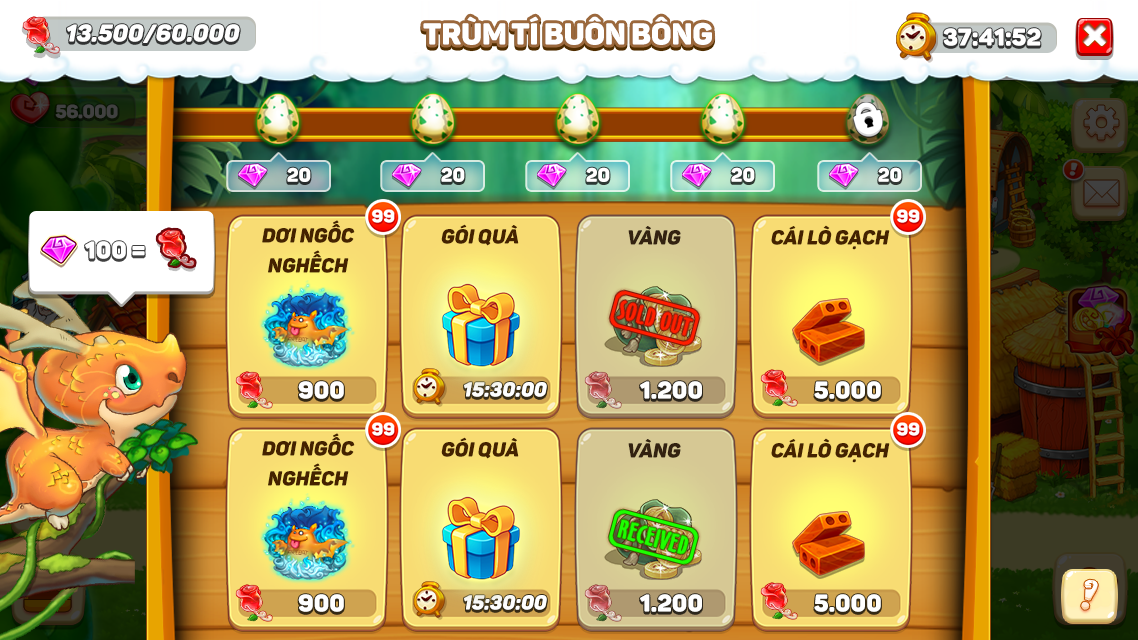 13.500/60.000
TRÙM TÍ BUÔN BÔNG
37:41:52
56.000
20
20
20
20
20
100 =
DƠI NGỐC
NGHẾCH
99
900
GÓI QUÀ
15:30:00
VÀNG
SOLD OUT
1.200
CÁI LÒ GẠCH
99
5.000
DƠI NGỐC
NGHẾCH
99
900
GÓI QUÀ
15:30:00
VÀNG
RECEIVED
1.200
CÁI LÒ GẠCH
99
5.000